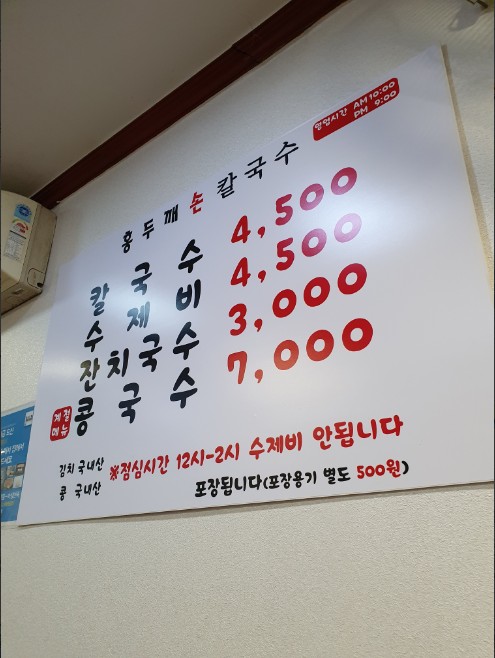 영업시간 AM 10:00
PM 9:00
홍두깨 손 칼국수
칼국수 4,500
수제비 4,500
잔치국수 3,000
계절메뉴 콩국수 7,000
김치 국내산
콩 국내산
※점심시간 12시-2시 수제비 안됩니다
포장됩니다(포장용기 별도 500원)